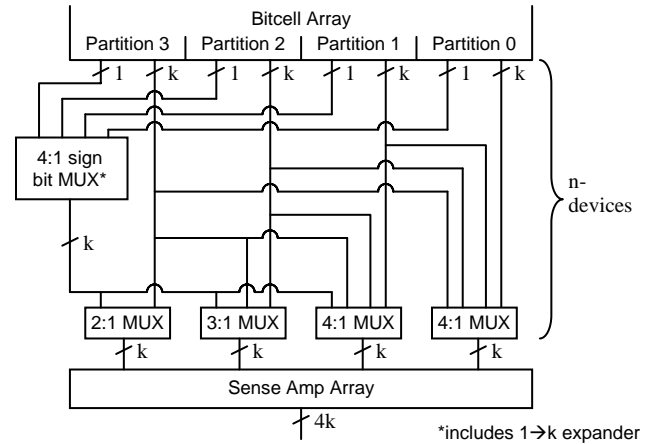 Bitcell Array
Partition 3
Partition 2
Partition 1
Partition 0
1
k
1
k
1
k
1
k
4:1 sign
bit MUX*
n-
devices
k
2:1 MUX
3:1 MUX
4:1 MUX
4:1 MUX
k
k
k
k
Sense Amp Array
4k
*includes 1→k expander